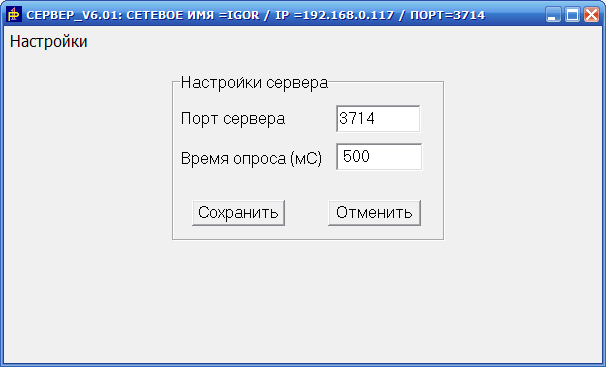 СЕРВЕР_V6.01: СЕТЕВОЕ ИМЯ =IGOR / IP =192.168.0.117 / ПОРТ=3714
Настройки
Настройки сервера
Порт сервера 3714
Время опроса (мС) 500
Сохранить Отменить